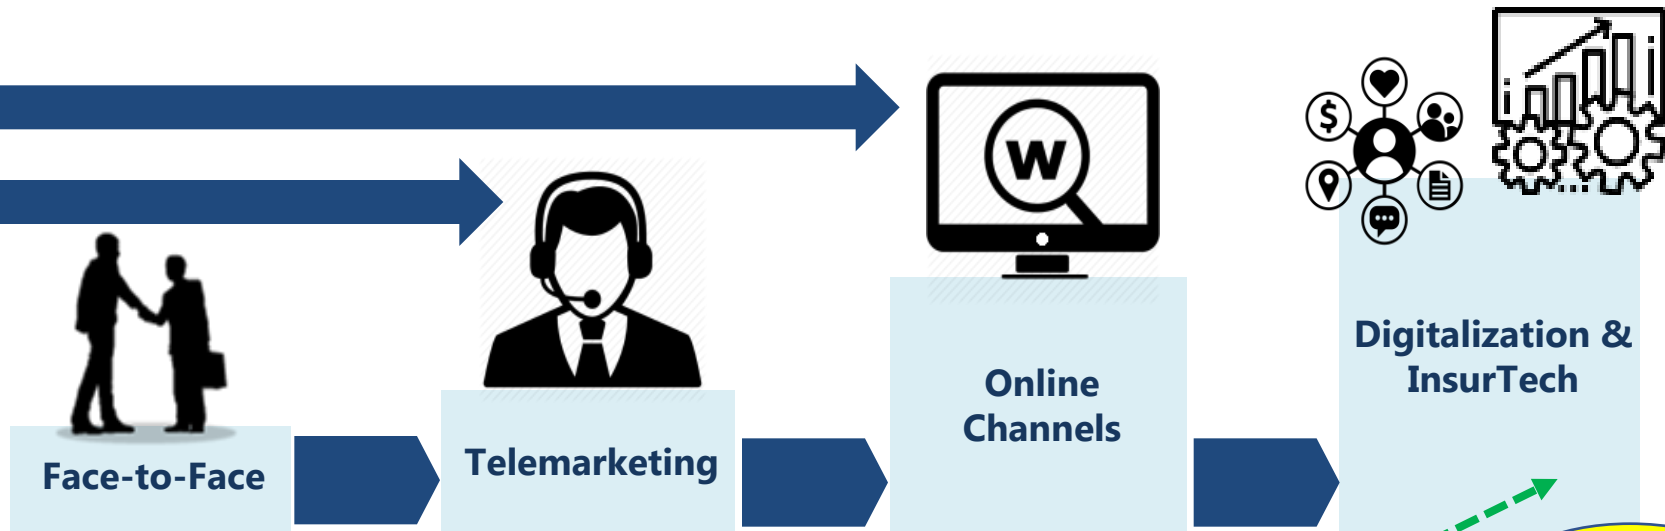 W
$
Face-to-Face
Telemarketing
Online
Channels
Digitalization &
InsurTech